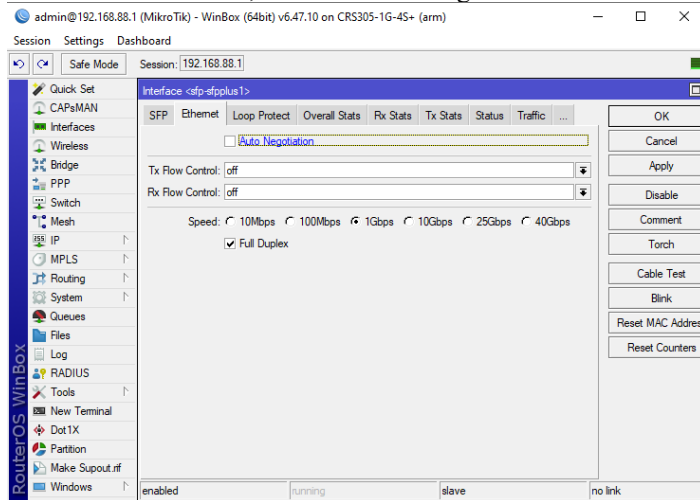 admin@192.168.88.1 (MikroTik) - WinBox (64bit) v6.47.10 on CRS305-1G-4S+ (arm)
Session Settings Dashboard
Safe Mode Session: 192.168.88.1
Quick Set
CAPsMAN
Interfaces
Wireless
Bridge
PPP
Switch
Mesh
IP
MPLS
Routing
System
Queues
Files
Log
RADIUS
Tools
New Terminal
Dot1X
Partition
Make Supout.rif
Windows
RouterOS WinBox
Interface <sfp-sfpplus1>
SFP Ethernet Loop Protect Overall Stats Rx Stats Tx Stats Status Traffic ...
Auto Negotiation
Tx Flow Control: off
Rx Flow Control: off
Speed: 10Mbps 100Mbps 1Gbps 10Gbps 25Gbps 40Gbps
Full Duplex
OK
Cancel
Apply
Disable
Comment
Torch
Cable Test
Blink
Reset MAC Addres
Reset Counters
enabled running slave no link